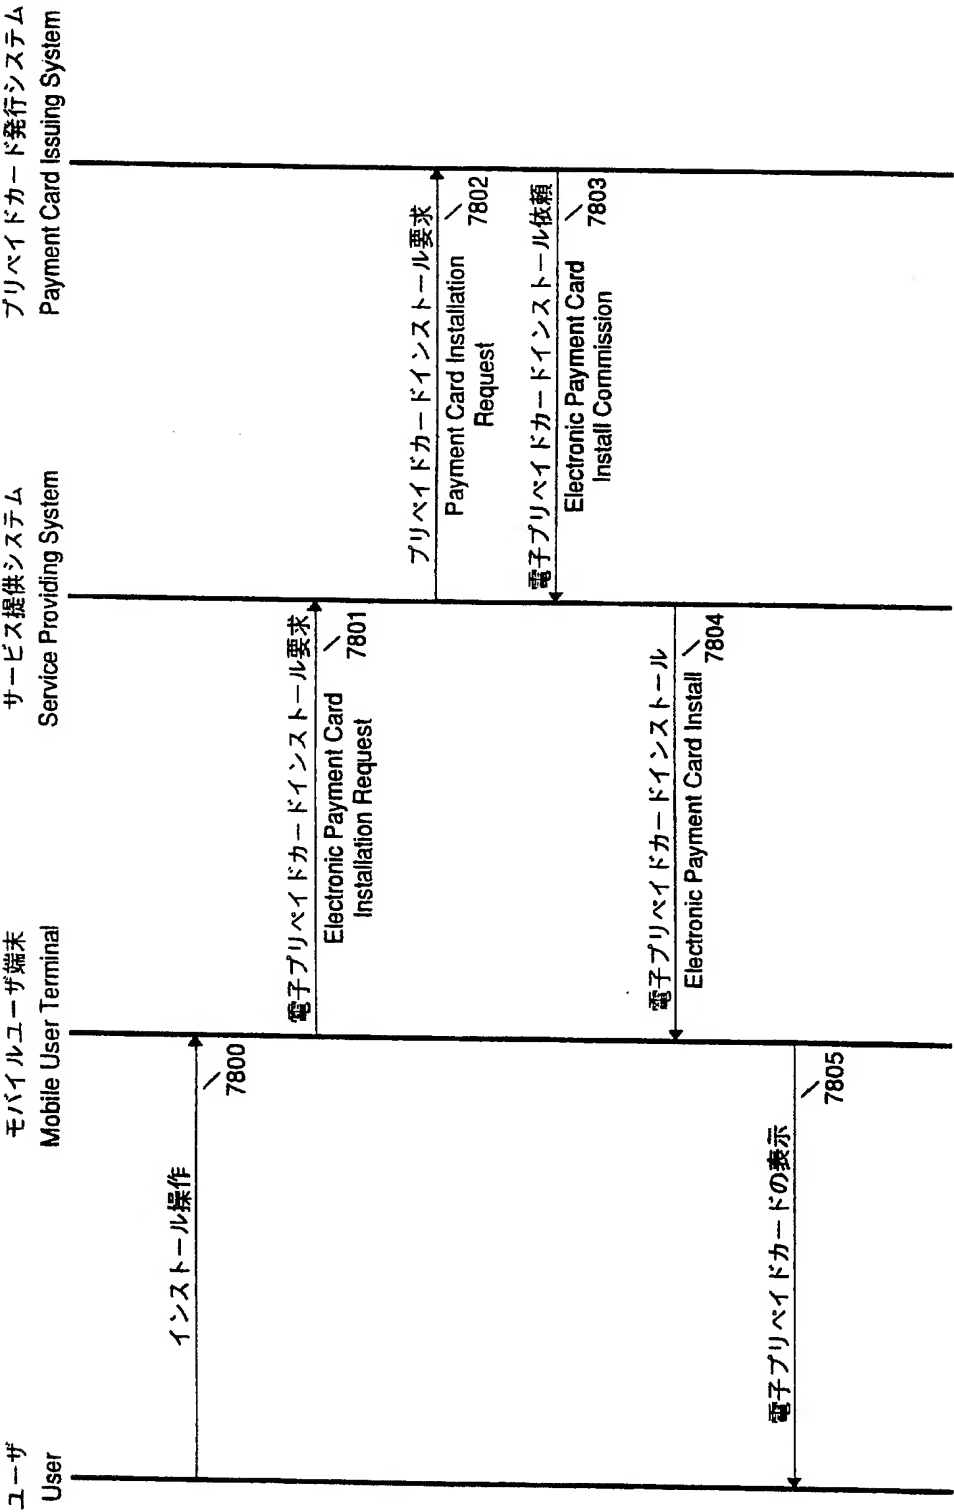 ユーザ
User
モバイルユーザ端末
Mobile User Terminal
サービス提供システム
Service Providing System
プリペイドカード発行システム
Payment Card Issuing System
インストール操作
7800
電子プリペイドカードインストール要求
7801
Electronic Payment Card
Installation Request
プリペイドカードインストール要求
7802
Payment Card Installation
Request
電子プリペイドカードインストール依頼
7803
Electronic Payment Card
Install Commission
電子プリペイドカードインストール
7804
Electronic Payment Card Install
電子プリペイドカードの表示
7805